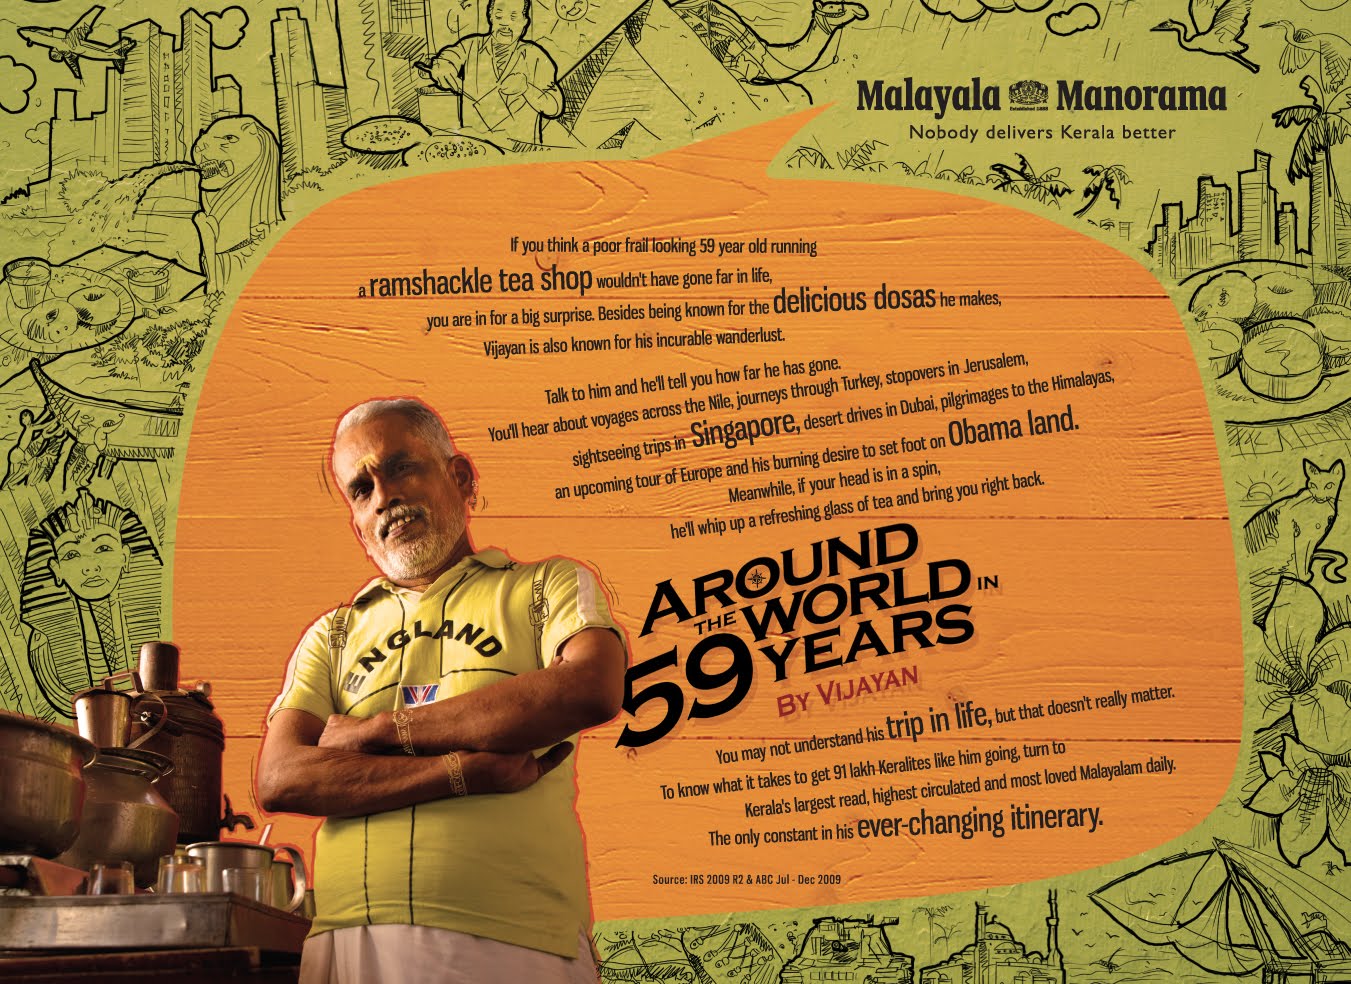 Malayala Manorama
Established 1888
Nobody delivers Kerala better
If you think a poor frail looking 59 year old running
a ramshackle tea shop wouldn't have gone far in life,
you are in for a big surprise. Besides being known for the delicious dosas he makes,
Vijayan is also known for his incurable wanderlust.
Talk to him and he'll tell you how far he has gone.
You'll hear about voyages across the Nile, journeys through Turkey, stopovers in Jerusalem,
sightseeing trips in Singapore, desert drives in Dubai, pilgrimages to the Himalayas,
an upcoming tour of Europe and his burning desire to set foot on Obama land.
Meanwhile, if your head is in a spin,
he'll whip up a refreshing glass of tea and bring you right back.
AROUND
THE WORLD IN
59 YEARS
BY VIJAYAN
ENGLAND
You may not understand his trip in life, but that doesn't really matter.
To know what it takes to get 91 lakh Keralites like him going, turn to
Kerala's largest read, highest circulated and most loved Malayalam daily.
The only constant in his ever-changing itinerary.
Source: IRS 2009 R2 & ABC Jul - Dec 2009